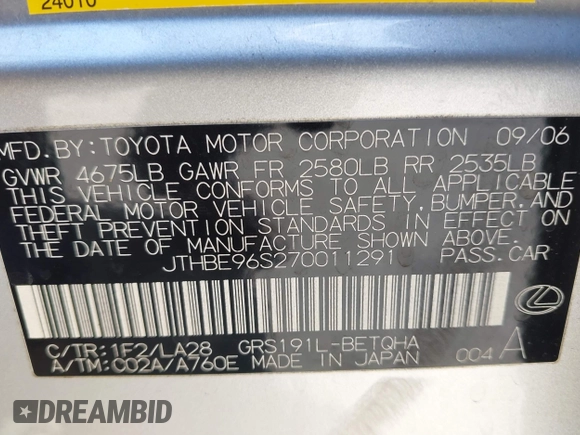 24010
MFD. BY: TOYOTA MOTOR CORPORATION 09/06
GVWR 4675LB GAWR FR 2580LB RR 2535LB
THIS VEHICLE CONFORMS TO ALL APPLICABLE
FEDERAL MOTOR VEHICLE SAFETY, BUMPER, AND
THEFT PREVENTION STANDARDS IN EFFECT ON
THE DATE OF MANUFACTURE SHOWN ABOVE.
JTHBE96S270011291 PASS. CAR
C/TR: 1F2/LA28 GRS191L-BETQHA
A/TM: C02A/A760E MADE IN JAPAN 004 A
DREAMBID